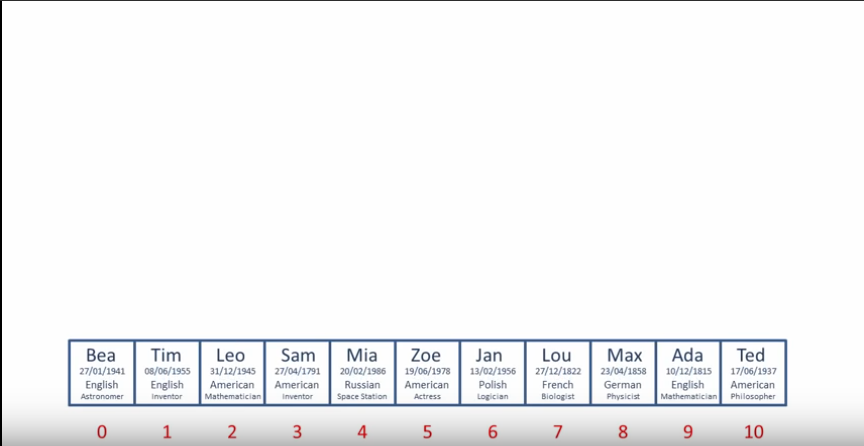 Bea Tim Leo Sam Mia Zoe Jan Lou Max Ada Ted
27/01/1941 08/06/1955 31/12/1945 27/04/1791 20/02/1986 19/06/1978 13/02/1956 27/12/1822 23/04/1858 10/12/1815 17/06/1937
English English American American Russian American Polish French German English American
Astronomer Inventor Mathematician Inventor Space Station Actress Logician Biologist Physicist Mathematician Philosopher
0 1 2 3 4 5 6 7 8 9 10